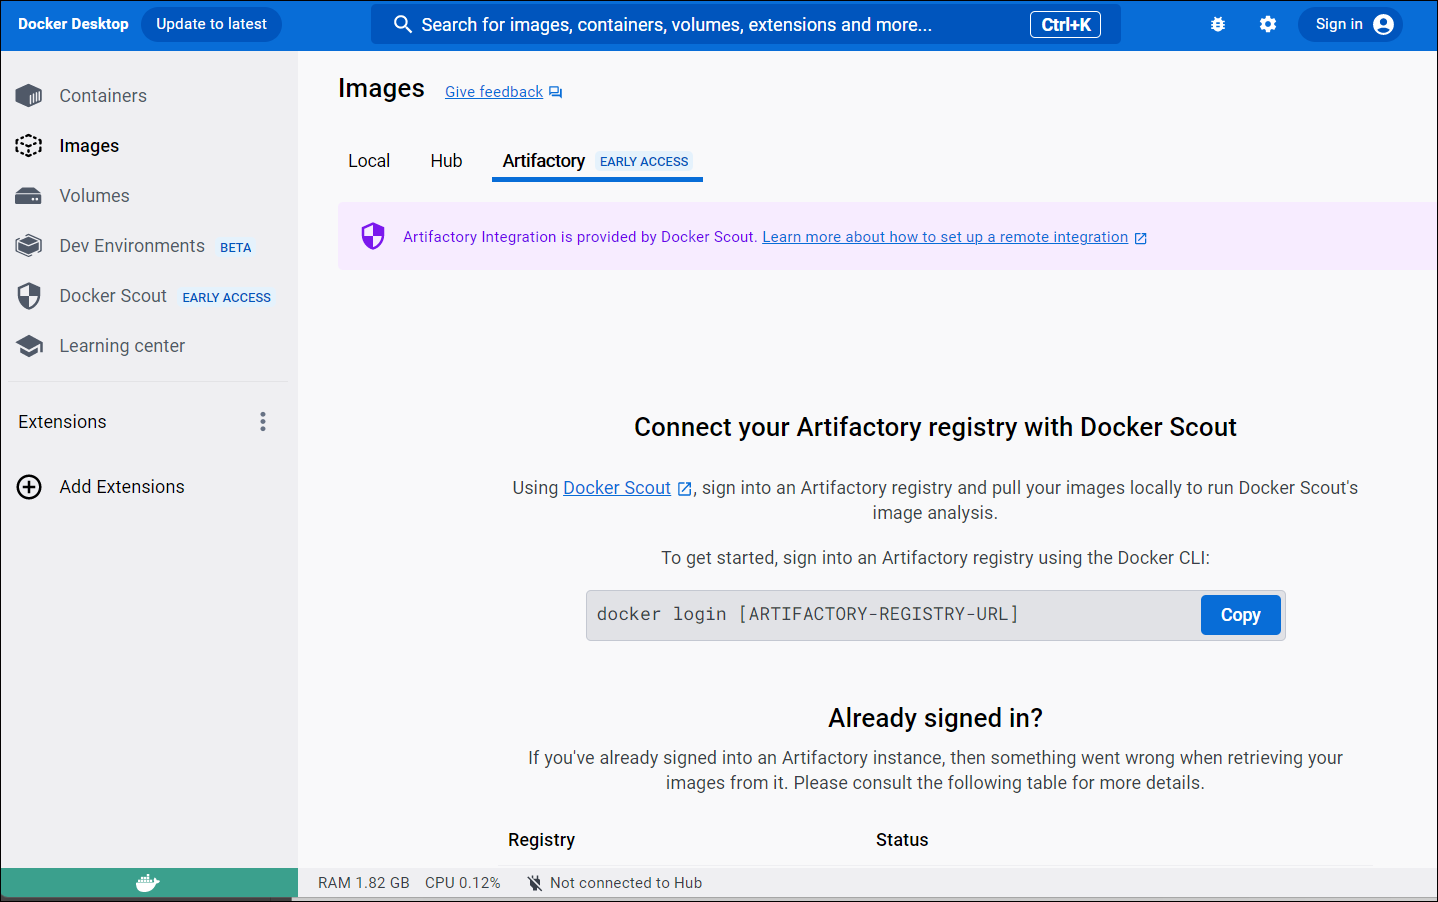 Docker Desktop
Update to latest
Search for images, containers, volumes, extensions and more...
Ctrl+K
Sign in
Containers
Images
Volumes
Dev Environments BETA
Docker Scout EARLY ACCESS
Learning center
Extensions
Add Extensions
Images
Give feedback
Local
Hub
Artifactory EARLY ACCESS
Artifactory Integration is provided by Docker Scout. Learn more about how to set up a remote integration
Connect your Artifactory registry with Docker Scout
Using Docker Scout , sign into an Artifactory registry and pull your images locally to run Docker Scout's
image analysis.
To get started, sign into an Artifactory registry using the Docker CLI:
docker login [ARTIFACTORY-REGISTRY-URL]
Copy
Already signed in?
If you've already signed into an Artifactory instance, then something went wrong when retrieving your
images from it. Please consult the following table for more details.
Registry
Status
RAM 1.82 GB CPU 0.12% Not connected to Hub